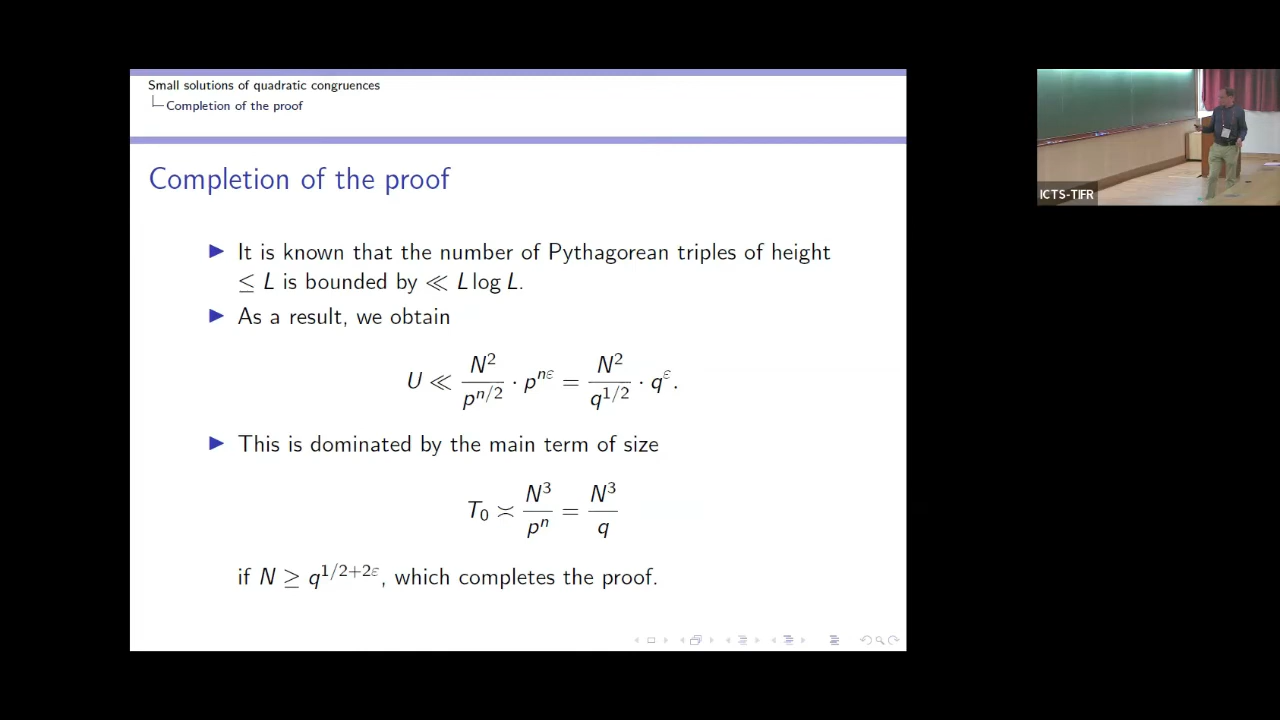 Small solutions of quadratic congruences
Completion of the proof
Completion of the proof
▶ It is known that the number of Pythagorean triples of height
≤ L is bounded by ≪ L log L.
▶ As a result, we obtain
U ≪ N²/p^{n/2} · p^{nε} = N²/q^{1/2} · q^ε.
▶ This is dominated by the main term of size
T₀ ≍ N³/pⁿ = N³/q
if N ≥ q^{1/2+2ε}, which completes the proof.
ICTS-TIFR